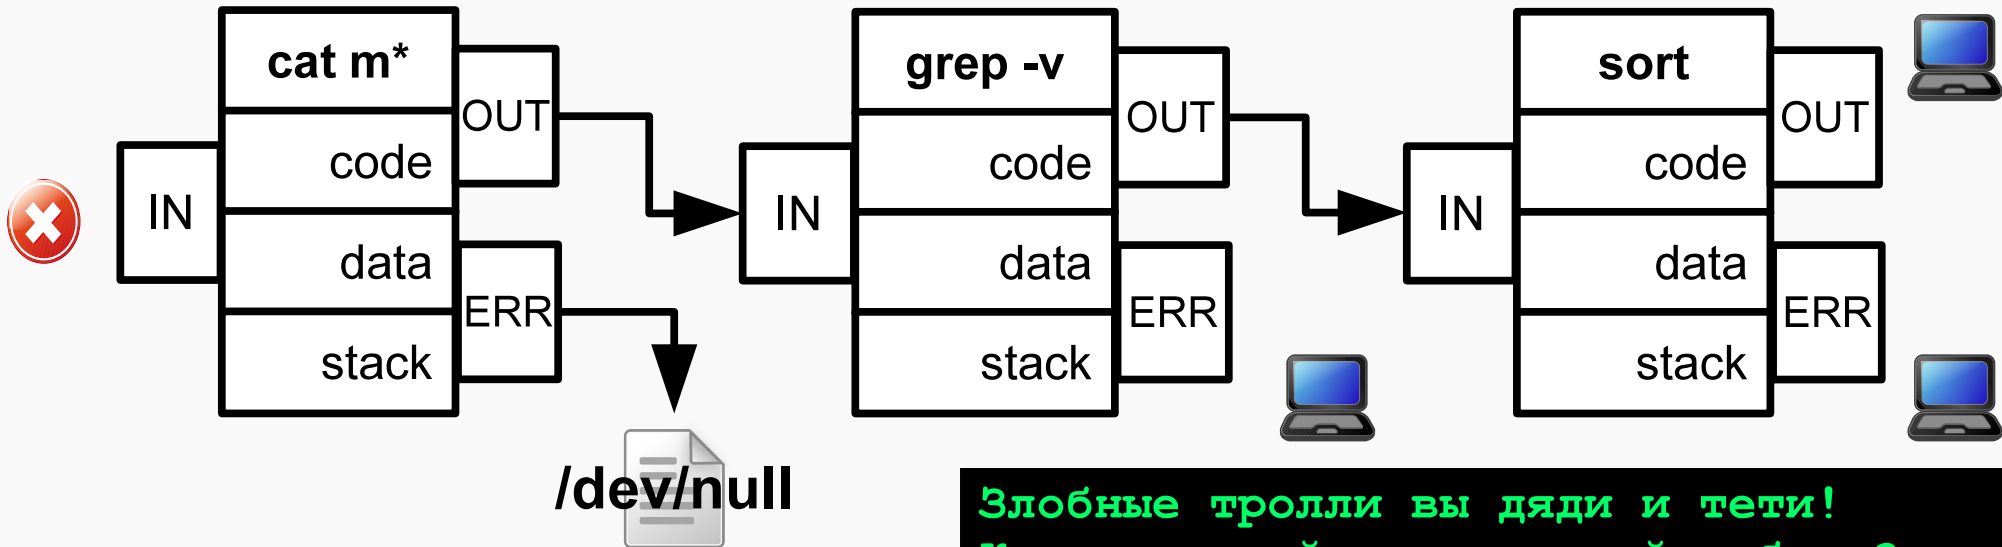 cat m*
OUT
code
IN
data
ERR
stack
/dev/null
grep -v
OUT
code
IN
data
ERR
stack
sort
OUT
code
IN
data
ERR
stack
Злобные тролли вы дяди и тети!